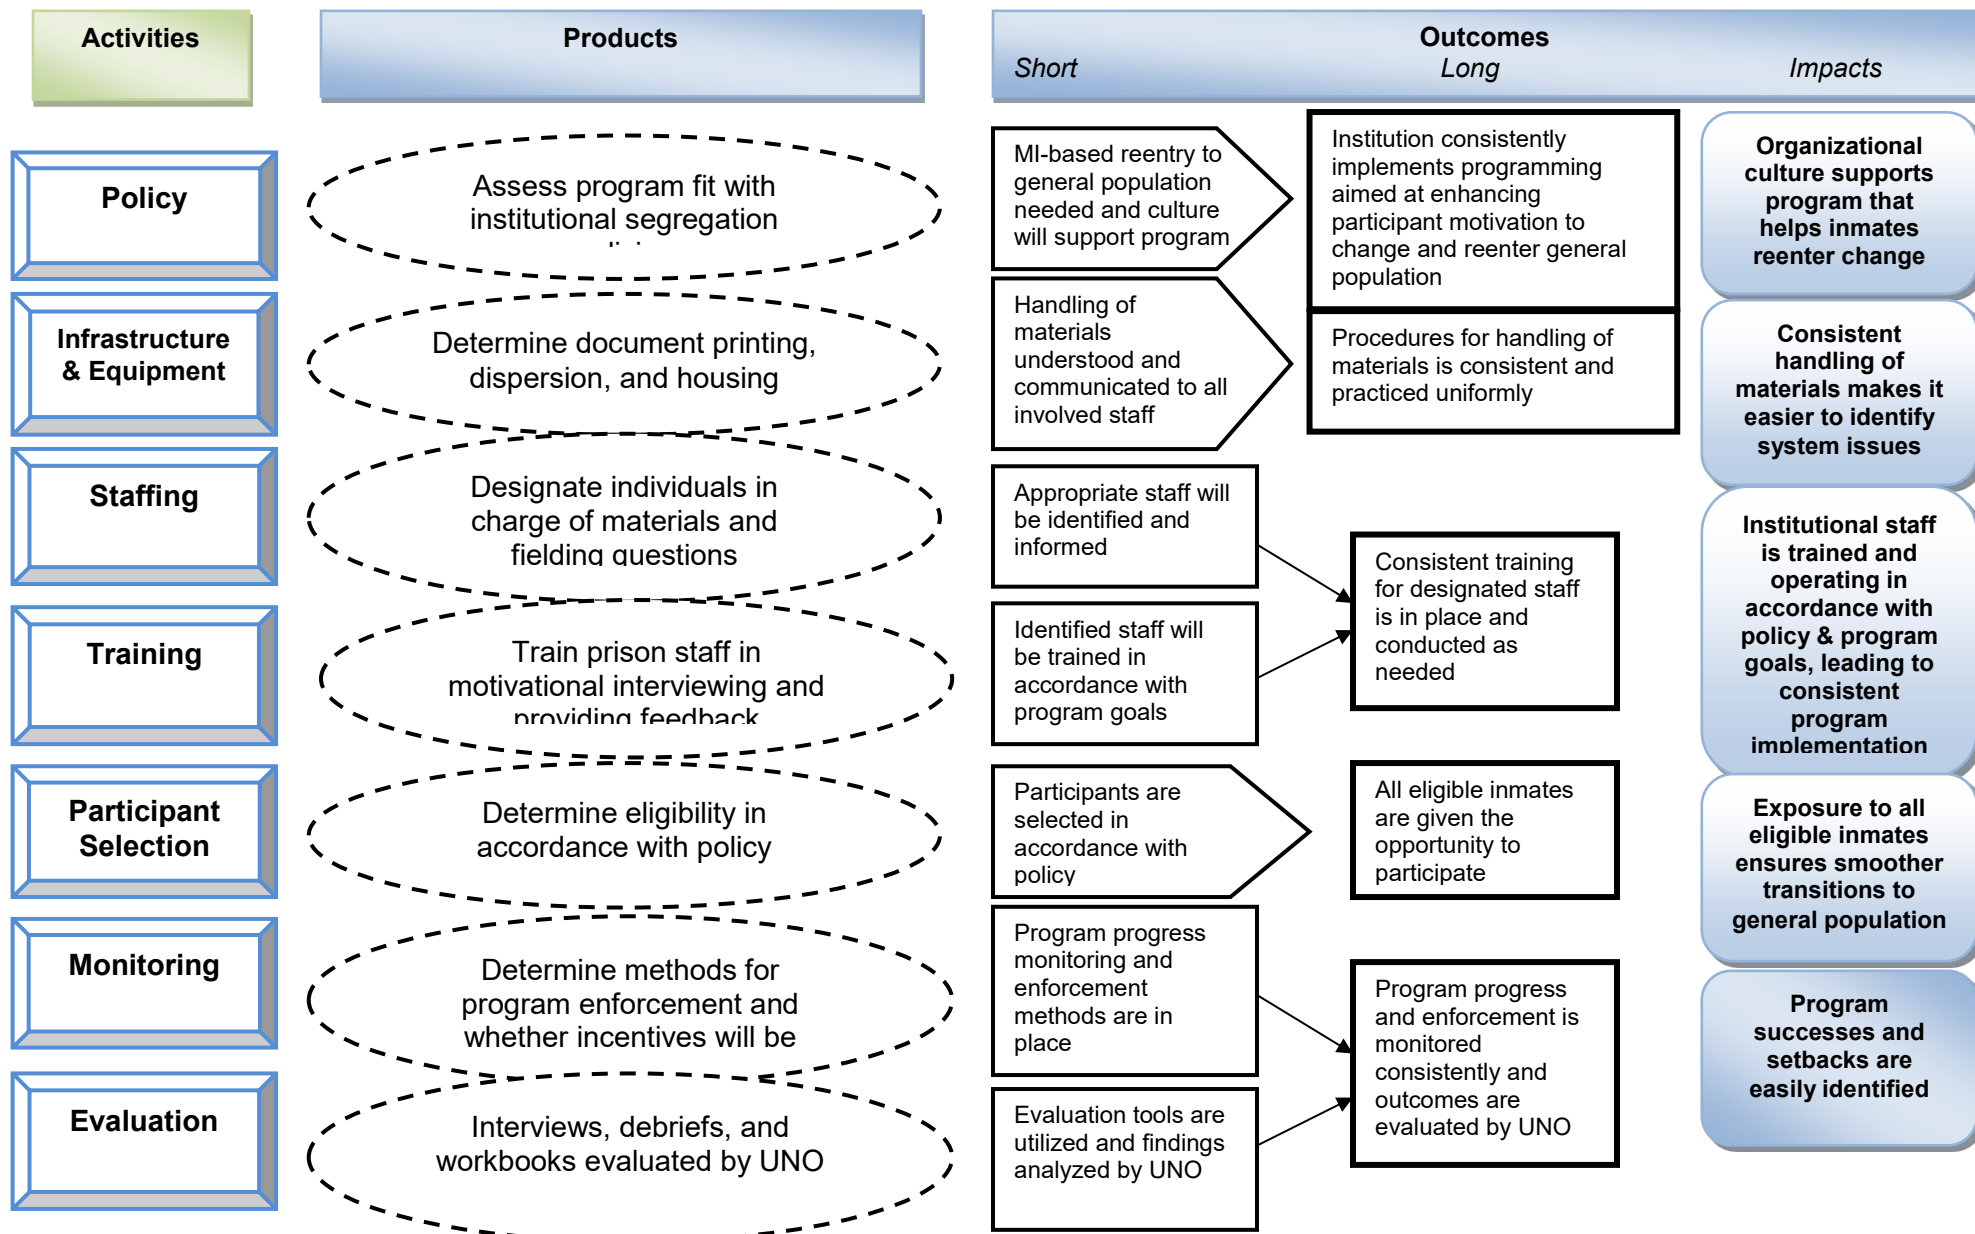 Activities
Products
Outcomes
Short
Long
Impacts
Policy
Assess program fit with
institutional segregation
MI-based reentry to
general population
needed and culture
will support program
Institution consistently
implements programming
aimed at enhancing
participant motivation to
change and reenter general
population
Organizational
culture supports
program that
helps inmates
reenter change
Infrastructure
& Equipment
Determine document printing,
dispersion, and housing
Handling of
materials
understood and
communicated to all
involved staff
Procedures for handling of
materials is consistent and
practiced uniformly
Consistent
handling of
materials makes it
easier to identify
system issues
Staffing
Designate individuals in
charge of materials and
fielding questions
Appropriate staff will
be identified and
informed
Consistent training
for designated staff
is in place and
conducted as
needed
Institutional staff
is trained and
operating in
accordance with
policy & program
goals, leading to
consistent
program
implementation
Training
Train prison staff in
motivational interviewing and
providing feedback
Identified staff will
be trained in
accordance with
program goals
Participant
Selection
Determine eligibility in
accordance with policy
Participants are
selected in
accordance with
policy
All eligible inmates
are given the
opportunity to
participate
Exposure to all
eligible inmates
ensures smoother
transitions to
general population
Monitoring
Determine methods for
program enforcement and
whether incentives will be
Program progress
monitoring and
enforcement
methods are in
place
Program progress
and enforcement is
monitored
consistently and
outcomes are
evaluated by UNO
Program
successes and
setbacks are
easily identified
Evaluation
Interviews, debriefs, and
workbooks evaluated by UNO
Evaluation tools are
utilized and findings
analyzed by UNO